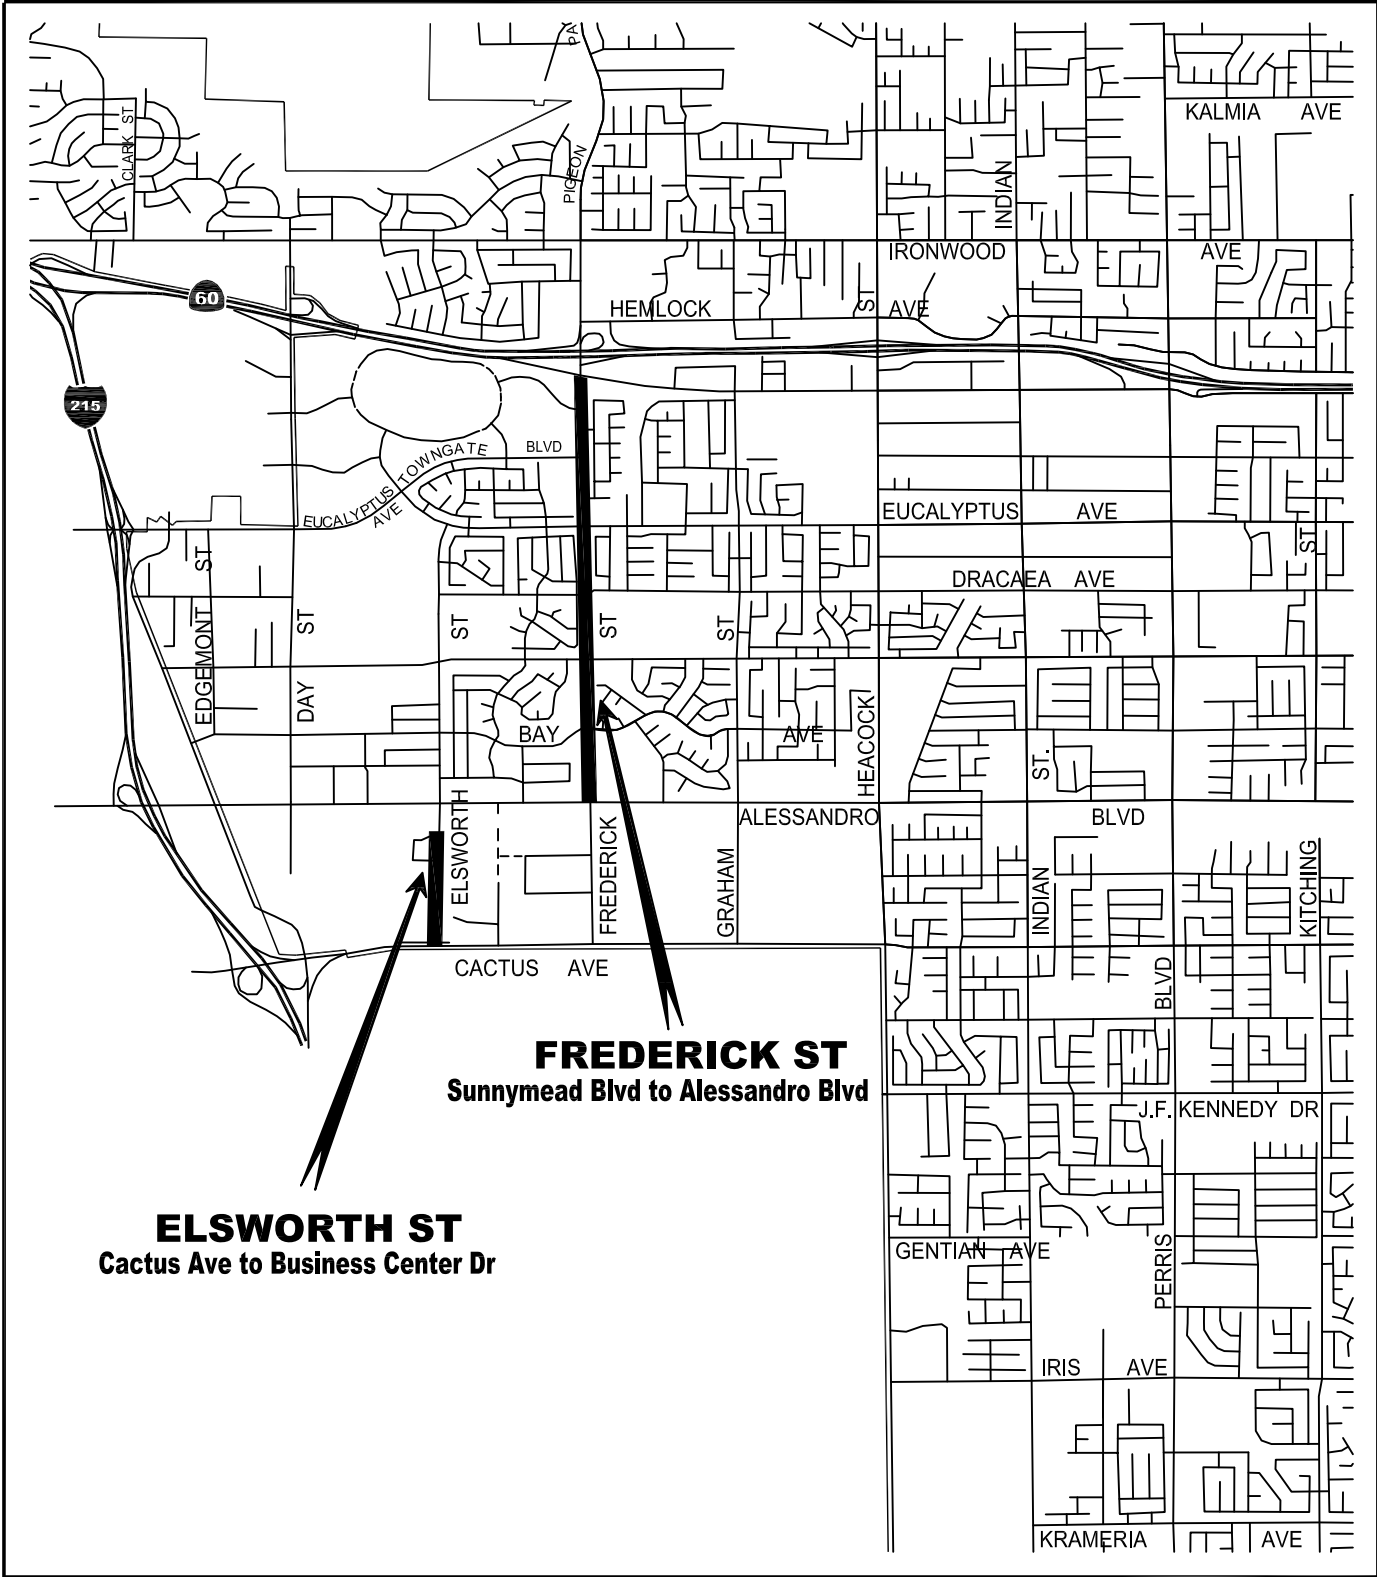 PA
CLARK ST
PIGEON
KALMIA AVE
INDIAN
IRONWOOD AVE
60
HEMLOCK AVE
ST
215
TOWNGATE BLVD
EUCALYPTUS AVE
EUCALYPTUS AVE
ST
DRACAEA AVE
EDGEMONT ST
DAY ST
ST
ST
ST
BAY AVE
HEACOCK
ST.
ALESSANDRO BLVD
ELSWORTH
FREDERICK
GRAHAM
INDIAN
KITCHING
CACTUS AVE
BLVD
FREDERICK ST
Sunnymead Blvd to Alessandro Blvd
J.F. KENNEDY DR
ELSWORTH ST
Cactus Ave to Business Center Dr
GENTIAN AVE
PERRIS
IRIS AVE
KRAMERIA AVE